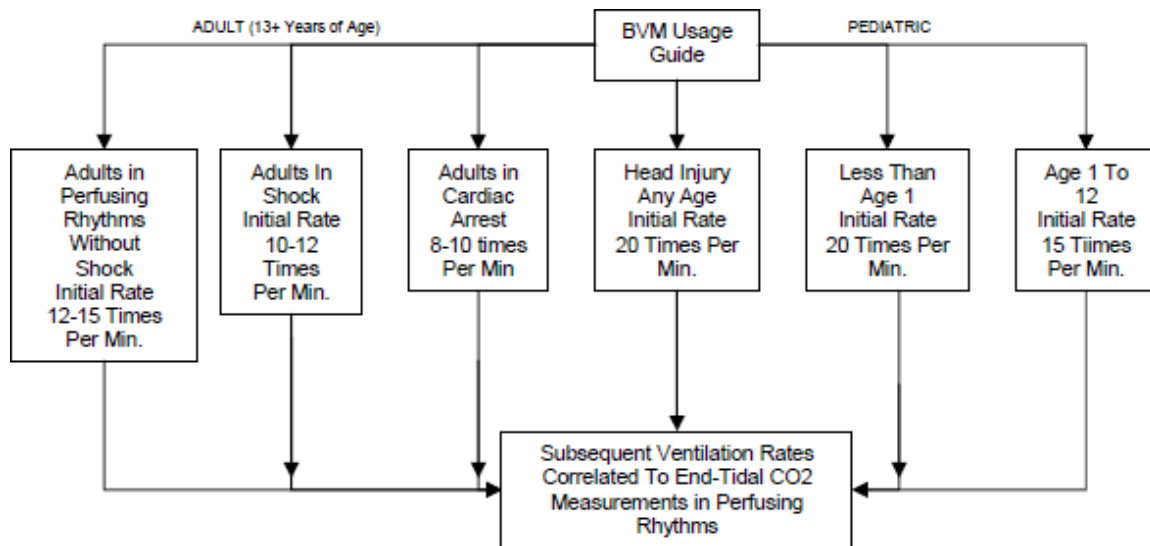 ADULT (13+ Years of Age)
BVM Usage
Guide
PEDIATRIC
Adults in
Perfusing
Rhythms
Without
Shock
Initial Rate
12-15 Times
Per Min.
Adults In
Shock
Initial Rate
10-12
Times
Per Min.
Adults in
Cardiac
Arrest
8-10 times
Per Min
Head Injury
Any Age
Initial Rate
20 Times Per
Min.
Less Than
Age 1
Initial Rate
20 Times Per
Min.
Age 1 To
12
Initial Rate
15 Tiimes
Per Min.
Subsequent Ventilation Rates
Correlated To End-Tidal CO2
Measurements in Perfusing
Rhythms